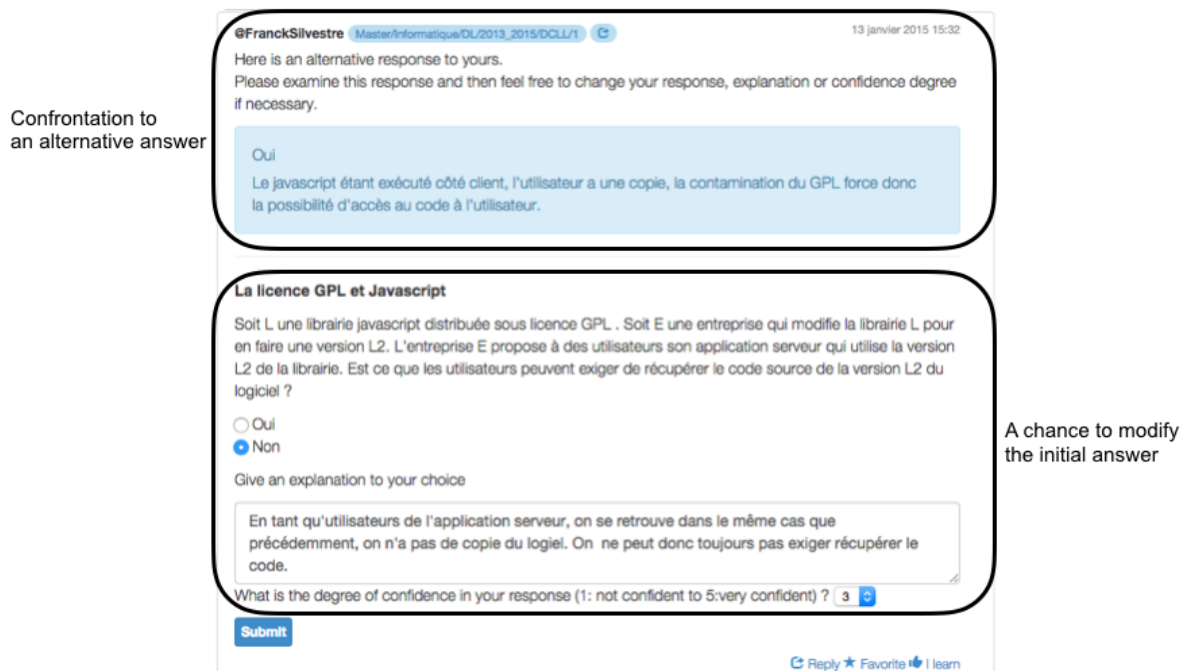 @FranckSilvestre Master/Informatique/DL/2013_2015/DCLL/1 13 janvier 2015 15:32
Here is an alternative response to yours.
Please examine this response and then feel free to change your response, explanation or confidence degree
if necessary.
Confrontation to
an alternative answer
Oui
Le javascript étant exécuté côté client, l'utilisateur a une copie, la contamination du GPL force donc
la possibilité d'accès au code à l'utilisateur.
La licence GPL et Javascript
Soit L une librairie javascript distribuée sous licence GPL . Soit E une entreprise qui modifie la librairie L pour
en faire une version L2. L'entreprise E propose à des utilisateurs son application serveur qui utilise la version
L2 de la librairie. Est ce que les utilisateurs peuvent exiger de récupérer le code source de la version L2 du
logiciel ?
Oui
Non
A chance to modify
the initial answer
Give an explanation to your choice
En tant qu'utilisateurs de l'application serveur, on se retrouve dans le même cas que
précédemment, on n'a pas de copie du logiel. On ne peut donc toujours pas exiger récupérer le
code.
What is the degree of confidence in your response (1: not confident to 5:very confident) ? 3
Submit
Reply Favorite I learn